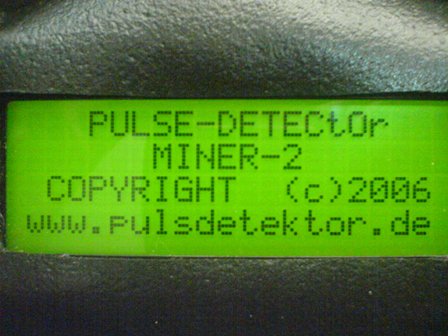 PULSE-DETECtOr
MINER-2
COPYRIGHT (c)2006
www.pulsdetektor.de